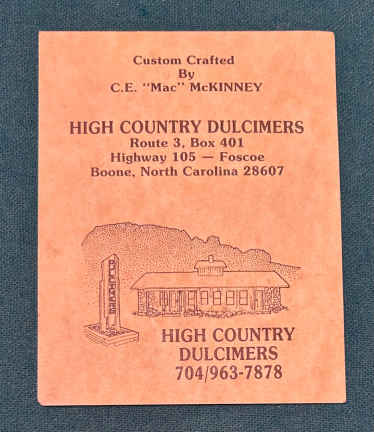 Custom Crafted
By
C.E. "Mac" McKINNEY
HIGH COUNTRY DULCIMERS
Route 3, Box 401
Highway 105 — Foscoe
Boone, North Carolina 28607
HIGH COUNTRY
DULCIMERS
704/963-7878